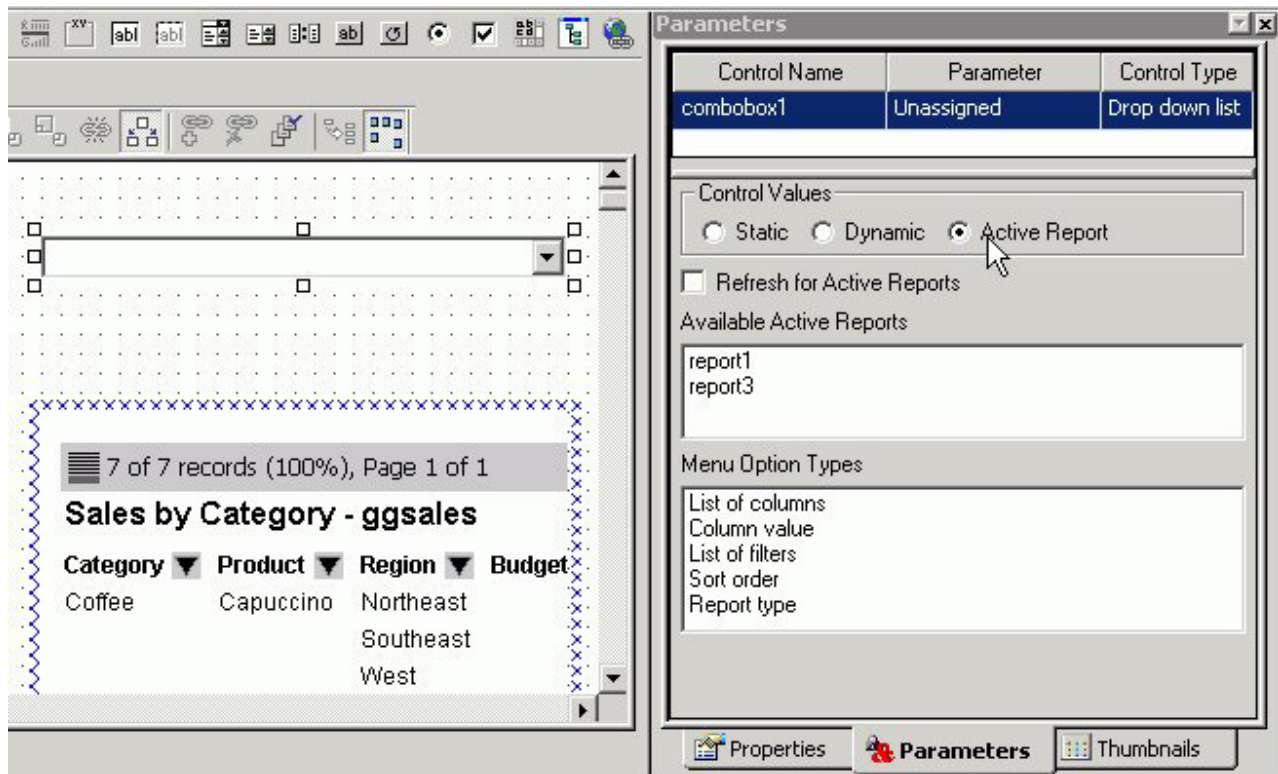 Parameters
Control Name Parameter Control Type
combobox1 Unassigned Drop down list
Control Values
Static Dynamic Active Report
Refresh for Active Reports
Available Active Reports
report1
report3
Menu Option Types
List of columns
Column value
List of filters
Sort order
Report type
Properties Parameters Thumbnails
7 of 7 records (100%), Page 1 of 1
Sales by Category - ggsales
Category Product Region Budget
Coffee Capuccino Northeast
Southeast
West